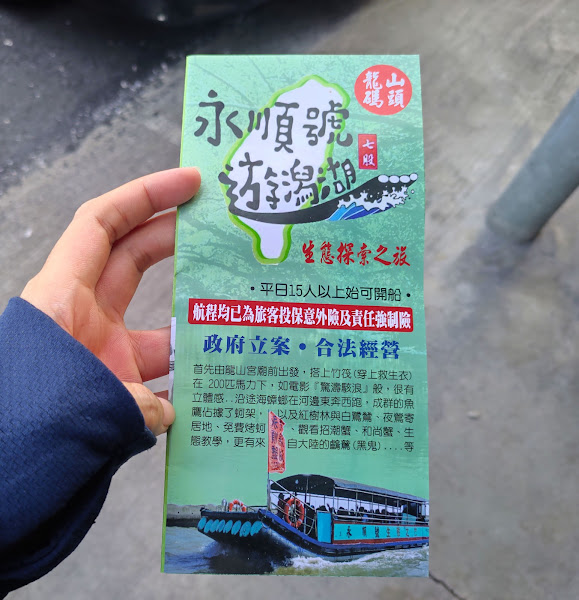 龍山
碼頭
永順號
七股
遊潟湖
生態探索之旅
•平日15人以上始可開船•
航程均已為旅客投保意外險及責任強制險
政府立案•合法經營
首先由龍山宮廟前出發，搭上竹筏(穿上救生衣)
在 200匹馬力下，如電影『驚濤駭浪』般，很有
立體感..沿途海蟑螂在河邊東奔西跑，成群的魚
鷹佔據了蚵架，以及紅樹林與白鷺鷥、夜鷺寄
居地、免費烤蚵、觀看招潮蟹、和尚蟹、生
態教學，更有來自大陸的鸕鶿(黑鬼)....等
永順號生態